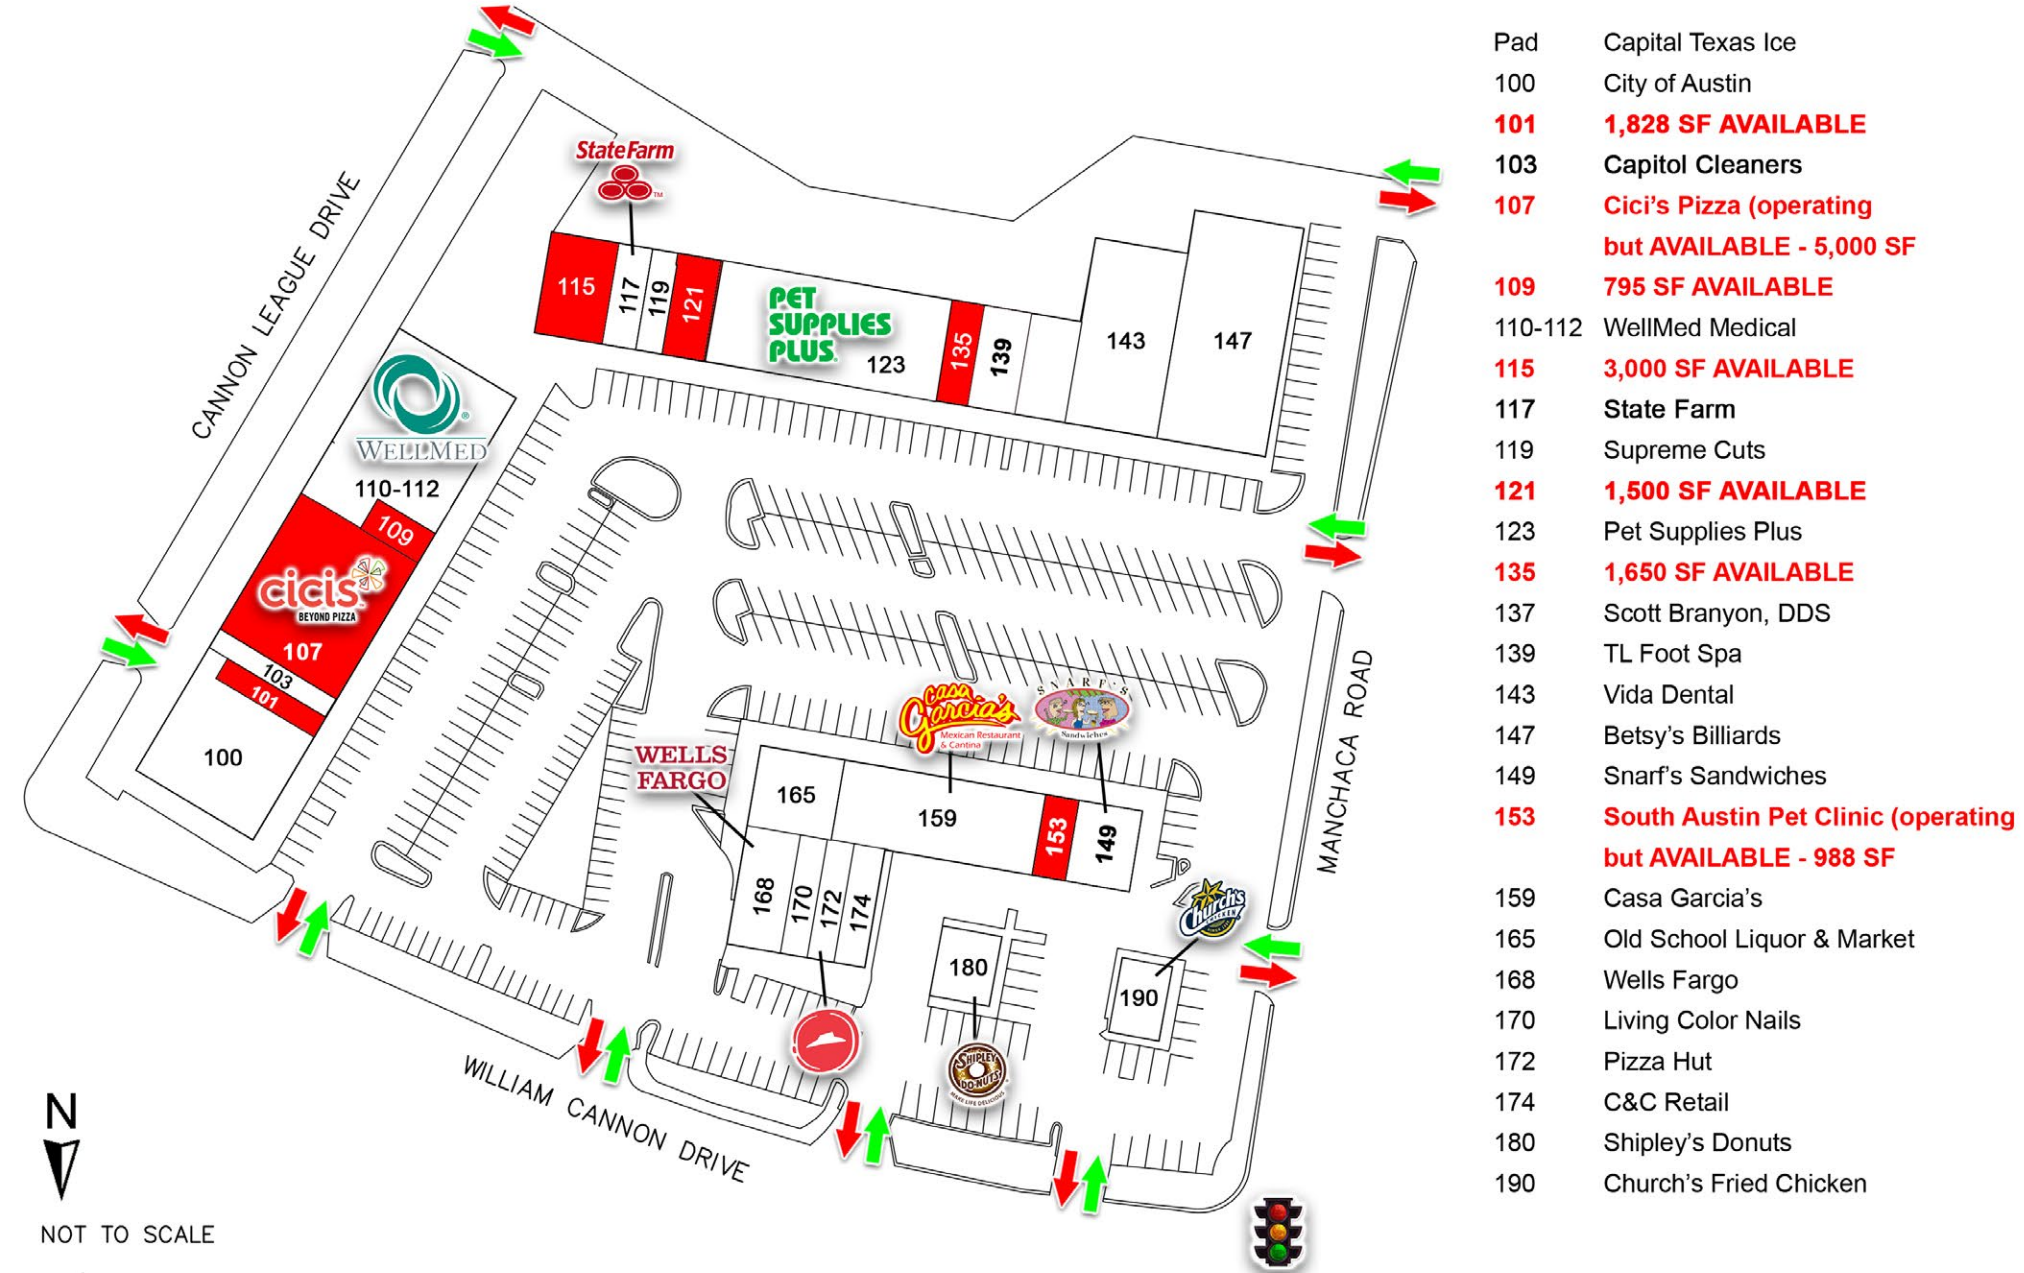 StateFarm
TM
115
117
119
121
PET
SUPPLIES
PLUS
123
135
139
143
147
CANNON LEAGUE DRIVE
WELLMED
110-112
109
cicis
BEYOND PIZZA
107
103
101
100
WELLS
FARGO
casa
Garcia's
Mexican Restaurant
& Cantina
SNARF'S
Sandwiches
165
159
153
149
168
170
172
174
Church's
CHICKEN
180
190
SHIPLEY
DO-NUTS
MAKE LIFE DELICIOUS
MANCHACA ROAD
WILLIAM CANNON DRIVE
N
NOT TO SCALE
Pad Capital Texas Ice
100 City of Austin
101 1,828 SF AVAILABLE
103 Capitol Cleaners
107 Cici’s Pizza (operating
but AVAILABLE - 5,000 SF
109 795 SF AVAILABLE
110-112 WellMed Medical
115 3,000 SF AVAILABLE
117 State Farm
119 Supreme Cuts
121 1,500 SF AVAILABLE
123 Pet Supplies Plus
135 1,650 SF AVAILABLE
137 Scott Branyon, DDS
139 TL Foot Spa
143 Vida Dental
147 Betsy’s Billiards
149 Snarf’s Sandwiches
153 South Austin Pet Clinic (operating
but AVAILABLE - 988 SF
159 Casa Garcia’s
165 Old School Liquor & Market
168 Wells Fargo
170 Living Color Nails
172 Pizza Hut
174 C&C Retail
180 Shipley’s Donuts
190 Church’s Fried Chicken